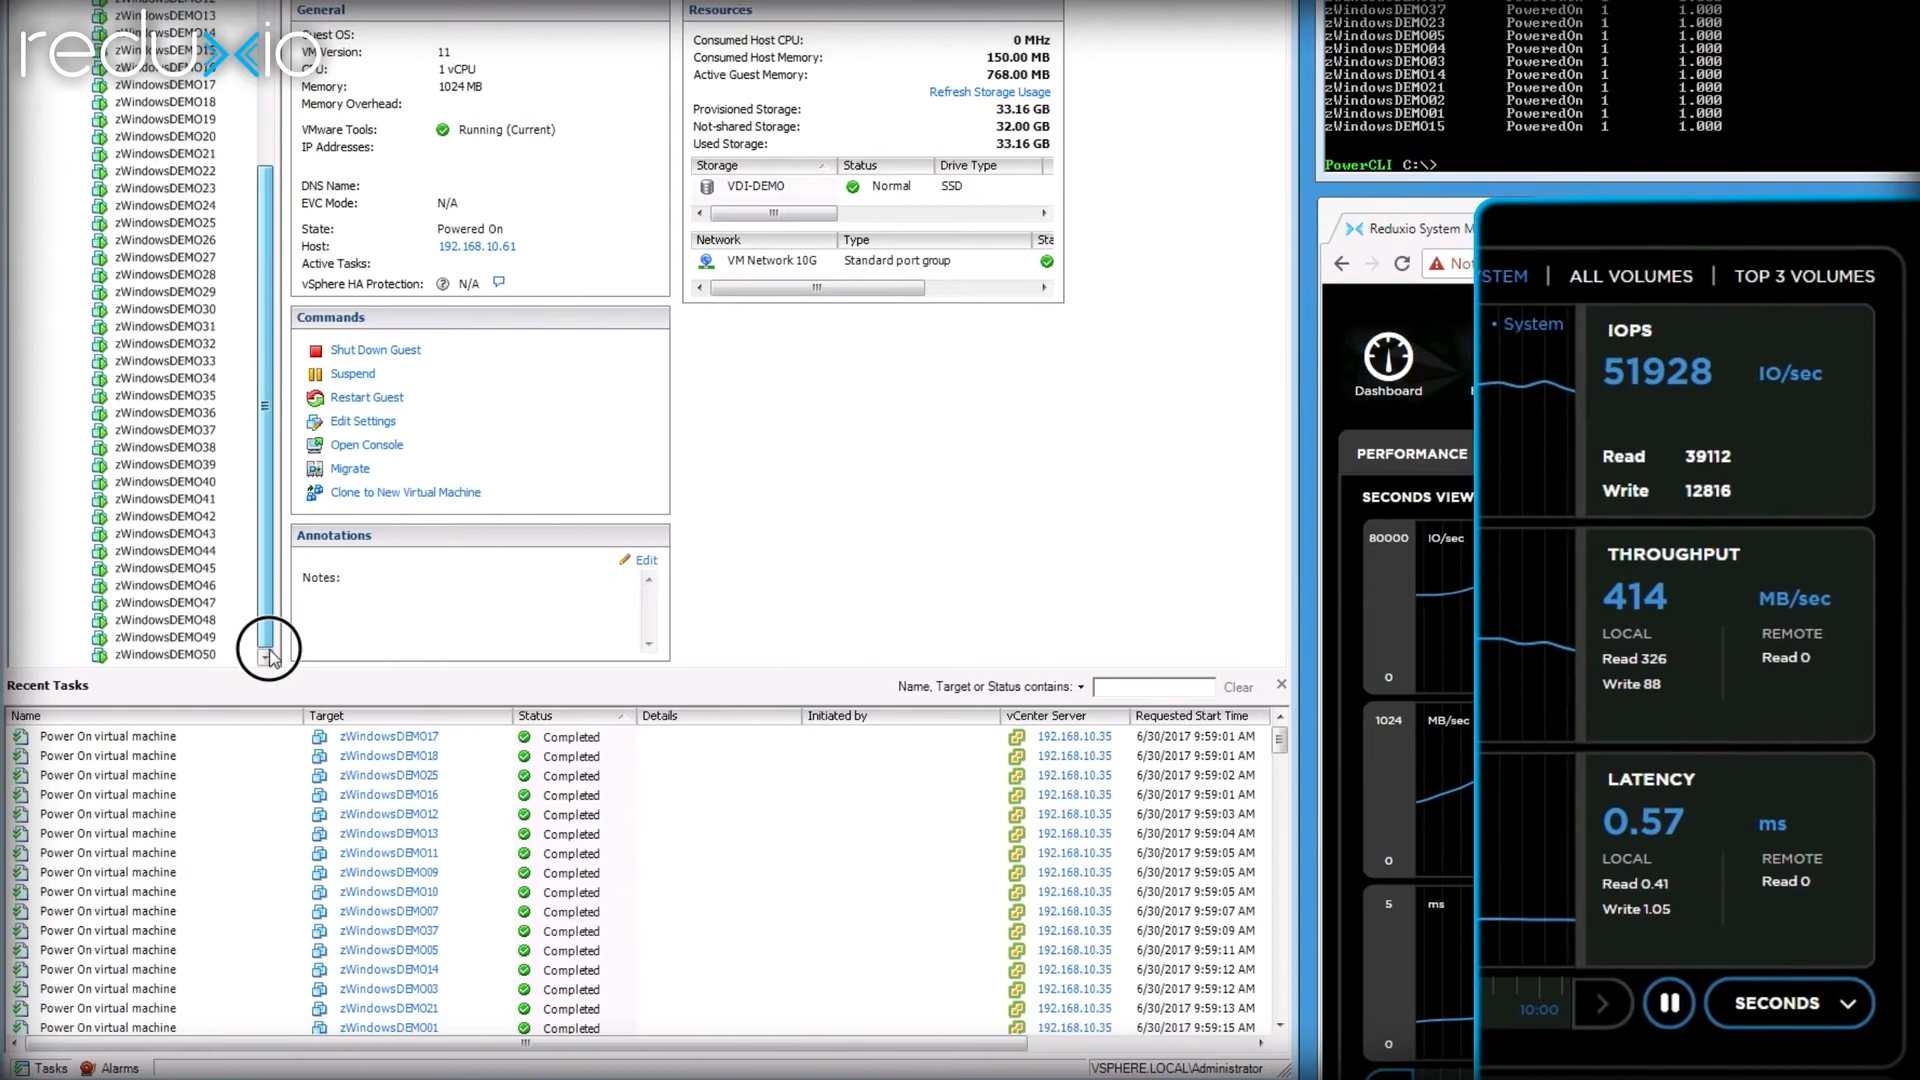 reduxio
zWindowsDEMO13
zWindowsDEMO14
zWindowsDEMO15
zWindowsDEMO16
zWindowsDEMO17
zWindowsDEMO18
zWindowsDEMO19
zWindowsDEMO20
zWindowsDEMO21
zWindowsDEMO22
zWindowsDEMO23
zWindowsDEMO24
zWindowsDEMO25
zWindowsDEMO26
zWindowsDEMO27
zWindowsDEMO28
zWindowsDEMO29
zWindowsDEMO30
zWindowsDEMO31
zWindowsDEMO32
zWindowsDEMO33
zWindowsDEMO34
zWindowsDEMO35
zWindowsDEMO36
zWindowsDEMO37
zWindowsDEMO38
zWindowsDEMO39
zWindowsDEMO40
zWindowsDEMO41
zWindowsDEMO42
zWindowsDEMO43
zWindowsDEMO44
zWindowsDEMO45
zWindowsDEMO46
zWindowsDEMO47
zWindowsDEMO48
zWindowsDEMO49
zWindowsDEMO50
General
Guest OS:
VM Version: 11
CPU: 1 vCPU
Memory: 1024 MB
Memory Overhead:
VMware Tools: Running (Current)
IP Addresses:
DNS Name:
EVC Mode: N/A
State: Powered On
Host: 192.168.10.61
Active Tasks:
vSphere HA Protection: N/A
Commands
Shut Down Guest
Suspend
Restart Guest
Edit Settings
Open Console
Migrate
Clone to New Virtual Machine
Annotations
Edit
Notes:
Resources
Consumed Host CPU: 0 MHz
Consumed Host Memory: 150.00 MB
Active Guest Memory: 768.00 MB
Refresh Storage Usage
Provisioned Storage: 33.16 GB
Not-shared Storage: 32.00 GB
Used Storage: 33.16 GB
Storage Status Drive Type
VDI-DEMO Normal SSD
Network Type Sta
VM Network 10G Standard port group
zWindowsDEMO37 PoweredOn 1 1.000
zWindowsDEMO23 PoweredOn 1 1.000
zWindowsDEMO05 PoweredOn 1 1.000
zWindowsDEMO04 PoweredOn 1 1.000
zWindowsDEMO03 PoweredOn 1 1.000
zWindowsDEMO14 PoweredOn 1 1.000
zWindowsDEMO21 PoweredOn 1 1.000
zWindowsDEMO02 PoweredOn 1 1.000
zWindowsDEMO01 PoweredOn 1 1.000
zWindowsDEMO15 PoweredOn 1 1.000
PowerCLI C:\>
Reduxio System M
Not
Dashboard
PERFORMANCE
SECONDS VIEW
80000 IO/sec
0
1024 MB/sec
0
5 ms
0
YSTEM | ALL VOLUMES | TOP 3 VOLUMES
• System
IOPS
51928 IO/sec
Read 39112
Write 12816
THROUGHPUT
414 MB/sec
LOCAL REMOTE
Read 326 Read 0
Write 88
LATENCY
0.57 ms
LOCAL REMOTE
Read 0.41 Read 0
Write 1.05
10:00
SECONDS
Recent Tasks
Name, Target or Status contains: Clear
Name Target Status Details Initiated by vCenter Server Requested Start Time
Power On virtual machine zWindowsDEMO17 Completed 192.168.10.35 6/30/2017 9:59:01 AM
Power On virtual machine zWindowsDEMO18 Completed 192.168.10.35 6/30/2017 9:59:01 AM
Power On virtual machine zWindowsDEMO25 Completed 192.168.10.35 6/30/2017 9:59:02 AM
Power On virtual machine zWindowsDEMO16 Completed 192.168.10.35 6/30/2017 9:59:01 AM
Power On virtual machine zWindowsDEMO12 Completed 192.168.10.35 6/30/2017 9:59:03 AM
Power On virtual machine zWindowsDEMO13 Completed 192.168.10.35 6/30/2017 9:59:04 AM
Power On virtual machine zWindowsDEMO11 Completed 192.168.10.35 6/30/2017 9:59:05 AM
Power On virtual machine zWindowsDEMO09 Completed 192.168.10.35 6/30/2017 9:59:05 AM
Power On virtual machine zWindowsDEMO10 Completed 192.168.10.35 6/30/2017 9:59:05 AM
Power On virtual machine zWindowsDEMO07 Completed 192.168.10.35 6/30/2017 9:59:07 AM
Power On virtual machine zWindowsDEMO37 Completed 192.168.10.35 6/30/2017 9:59:09 AM
Power On virtual machine zWindowsDEMO05 Completed 192.168.10.35 6/30/2017 9:59:11 AM
Power On virtual machine zWindowsDEMO14 Completed 192.168.10.35 6/30/2017 9:59:12 AM
Power On virtual machine zWindowsDEMO03 Completed 192.168.10.35 6/30/2017 9:59:12 AM
Power On virtual machine zWindowsDEMO21 Completed 192.168.10.35 6/30/2017 9:59:13 AM
Power On virtual machine zWindowsDEMO01 Completed 192.168.10.35 6/30/2017 9:59:15 AM
Tasks Alarms
VSPHERE.LOCAL\Administrator